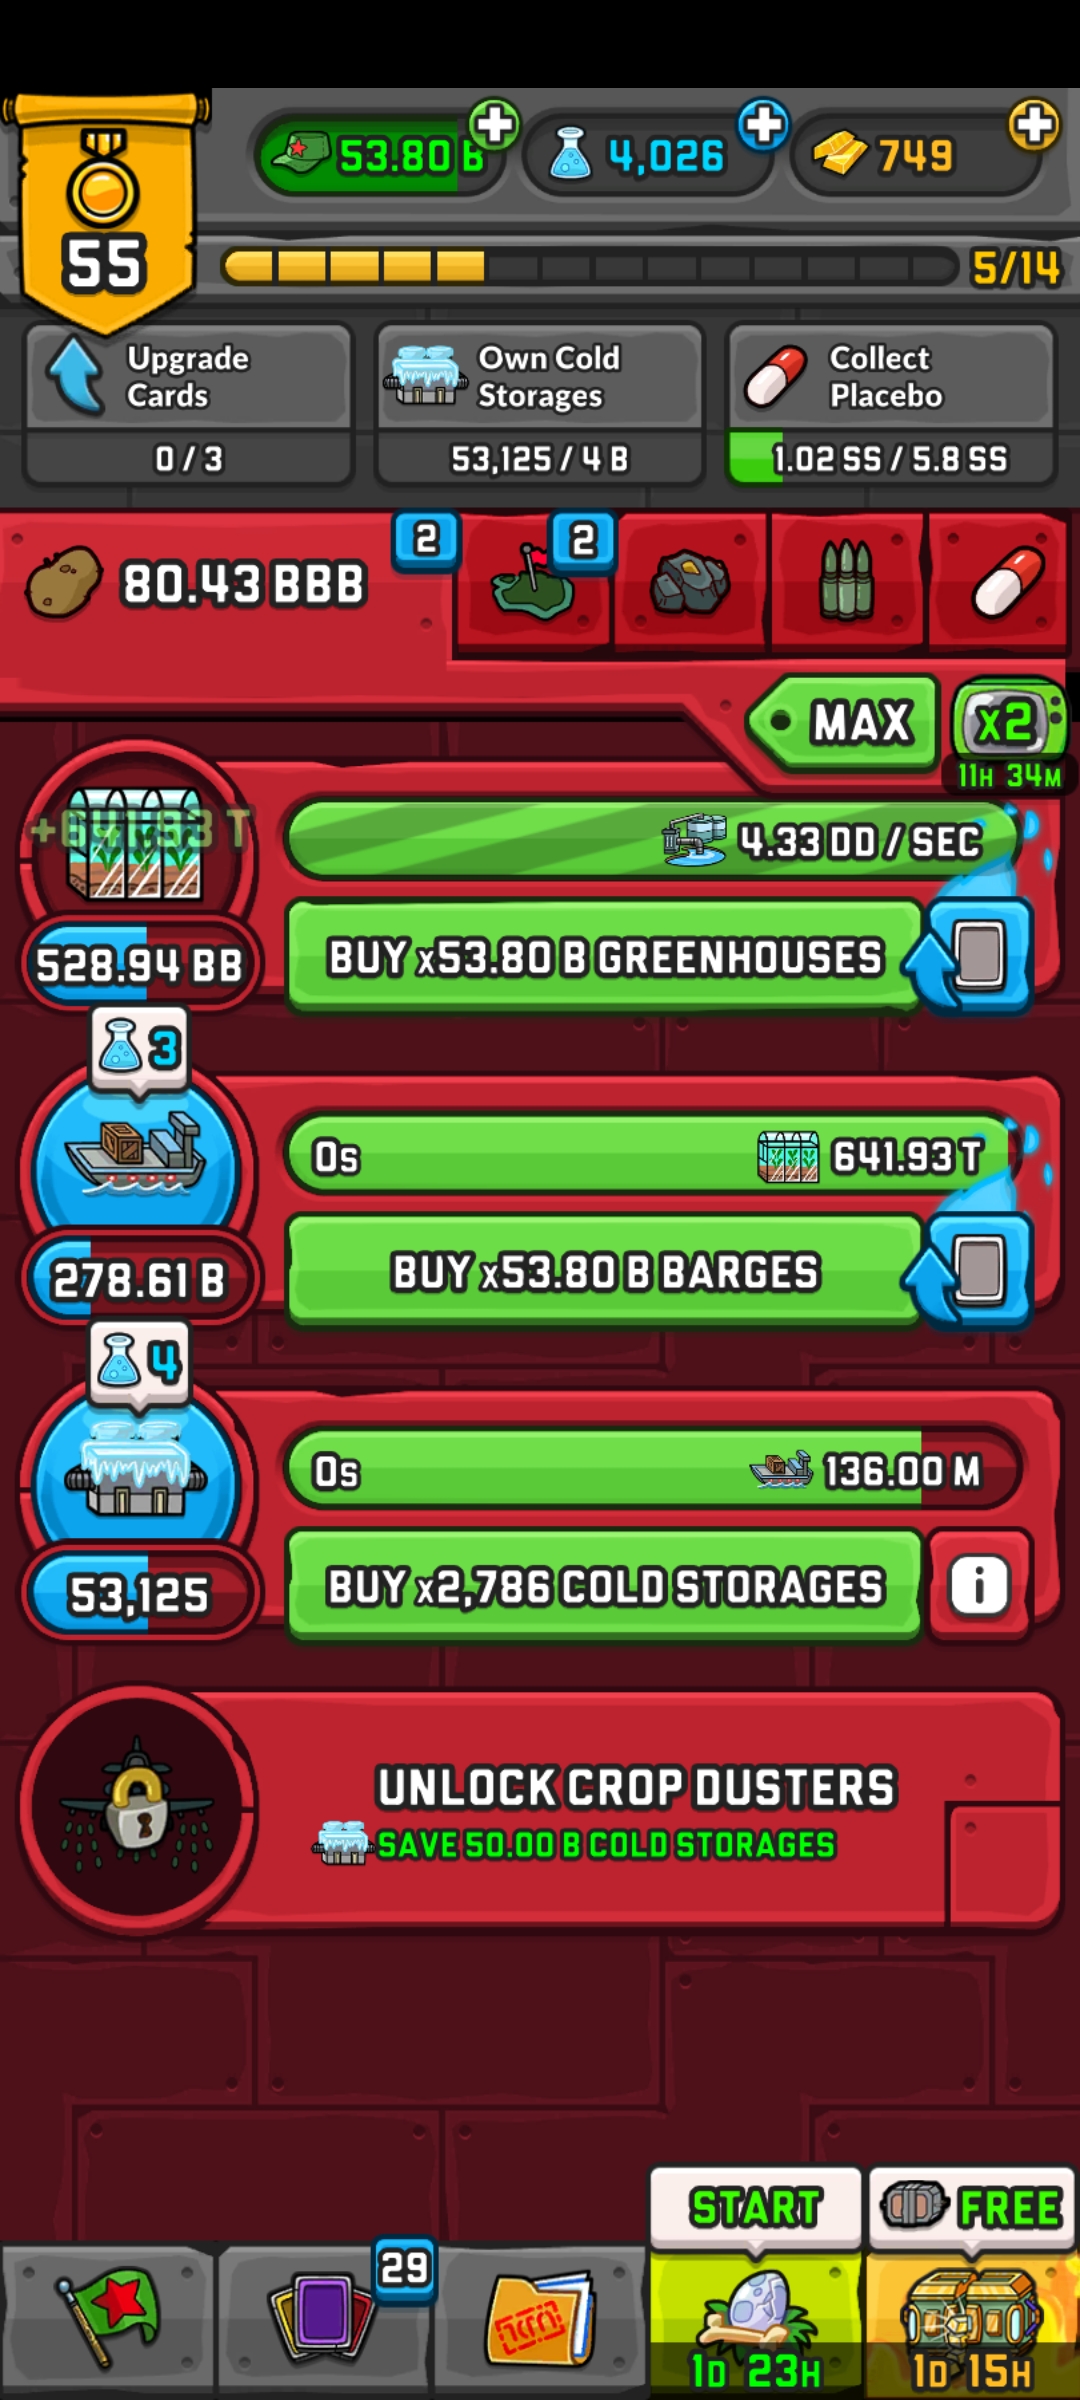 55
53.80 B
4,026
749
5/14
Upgrade
Cards
0 / 3
Own Cold
Storages
53,125 / 4 B
Collect
Placebo
1.02 SS / 5.8 SS
80.43 BBB
2
2
MAX
x2
11H 34M
+641.93 T
4.33 DD / SEC
528.94 BB
BUY x53.80 B GREENHOUSES
3
0s
641.93 T
278.61 B
BUY x53.80 B BARGES
4
0s
136.00 M
53,125
BUY x2,786 COLD STORAGES
i
UNLOCK CROP DUSTERS
SAVE 50.00 B COLD STORAGES
START
FREE
29
1D 23H
1D 15H